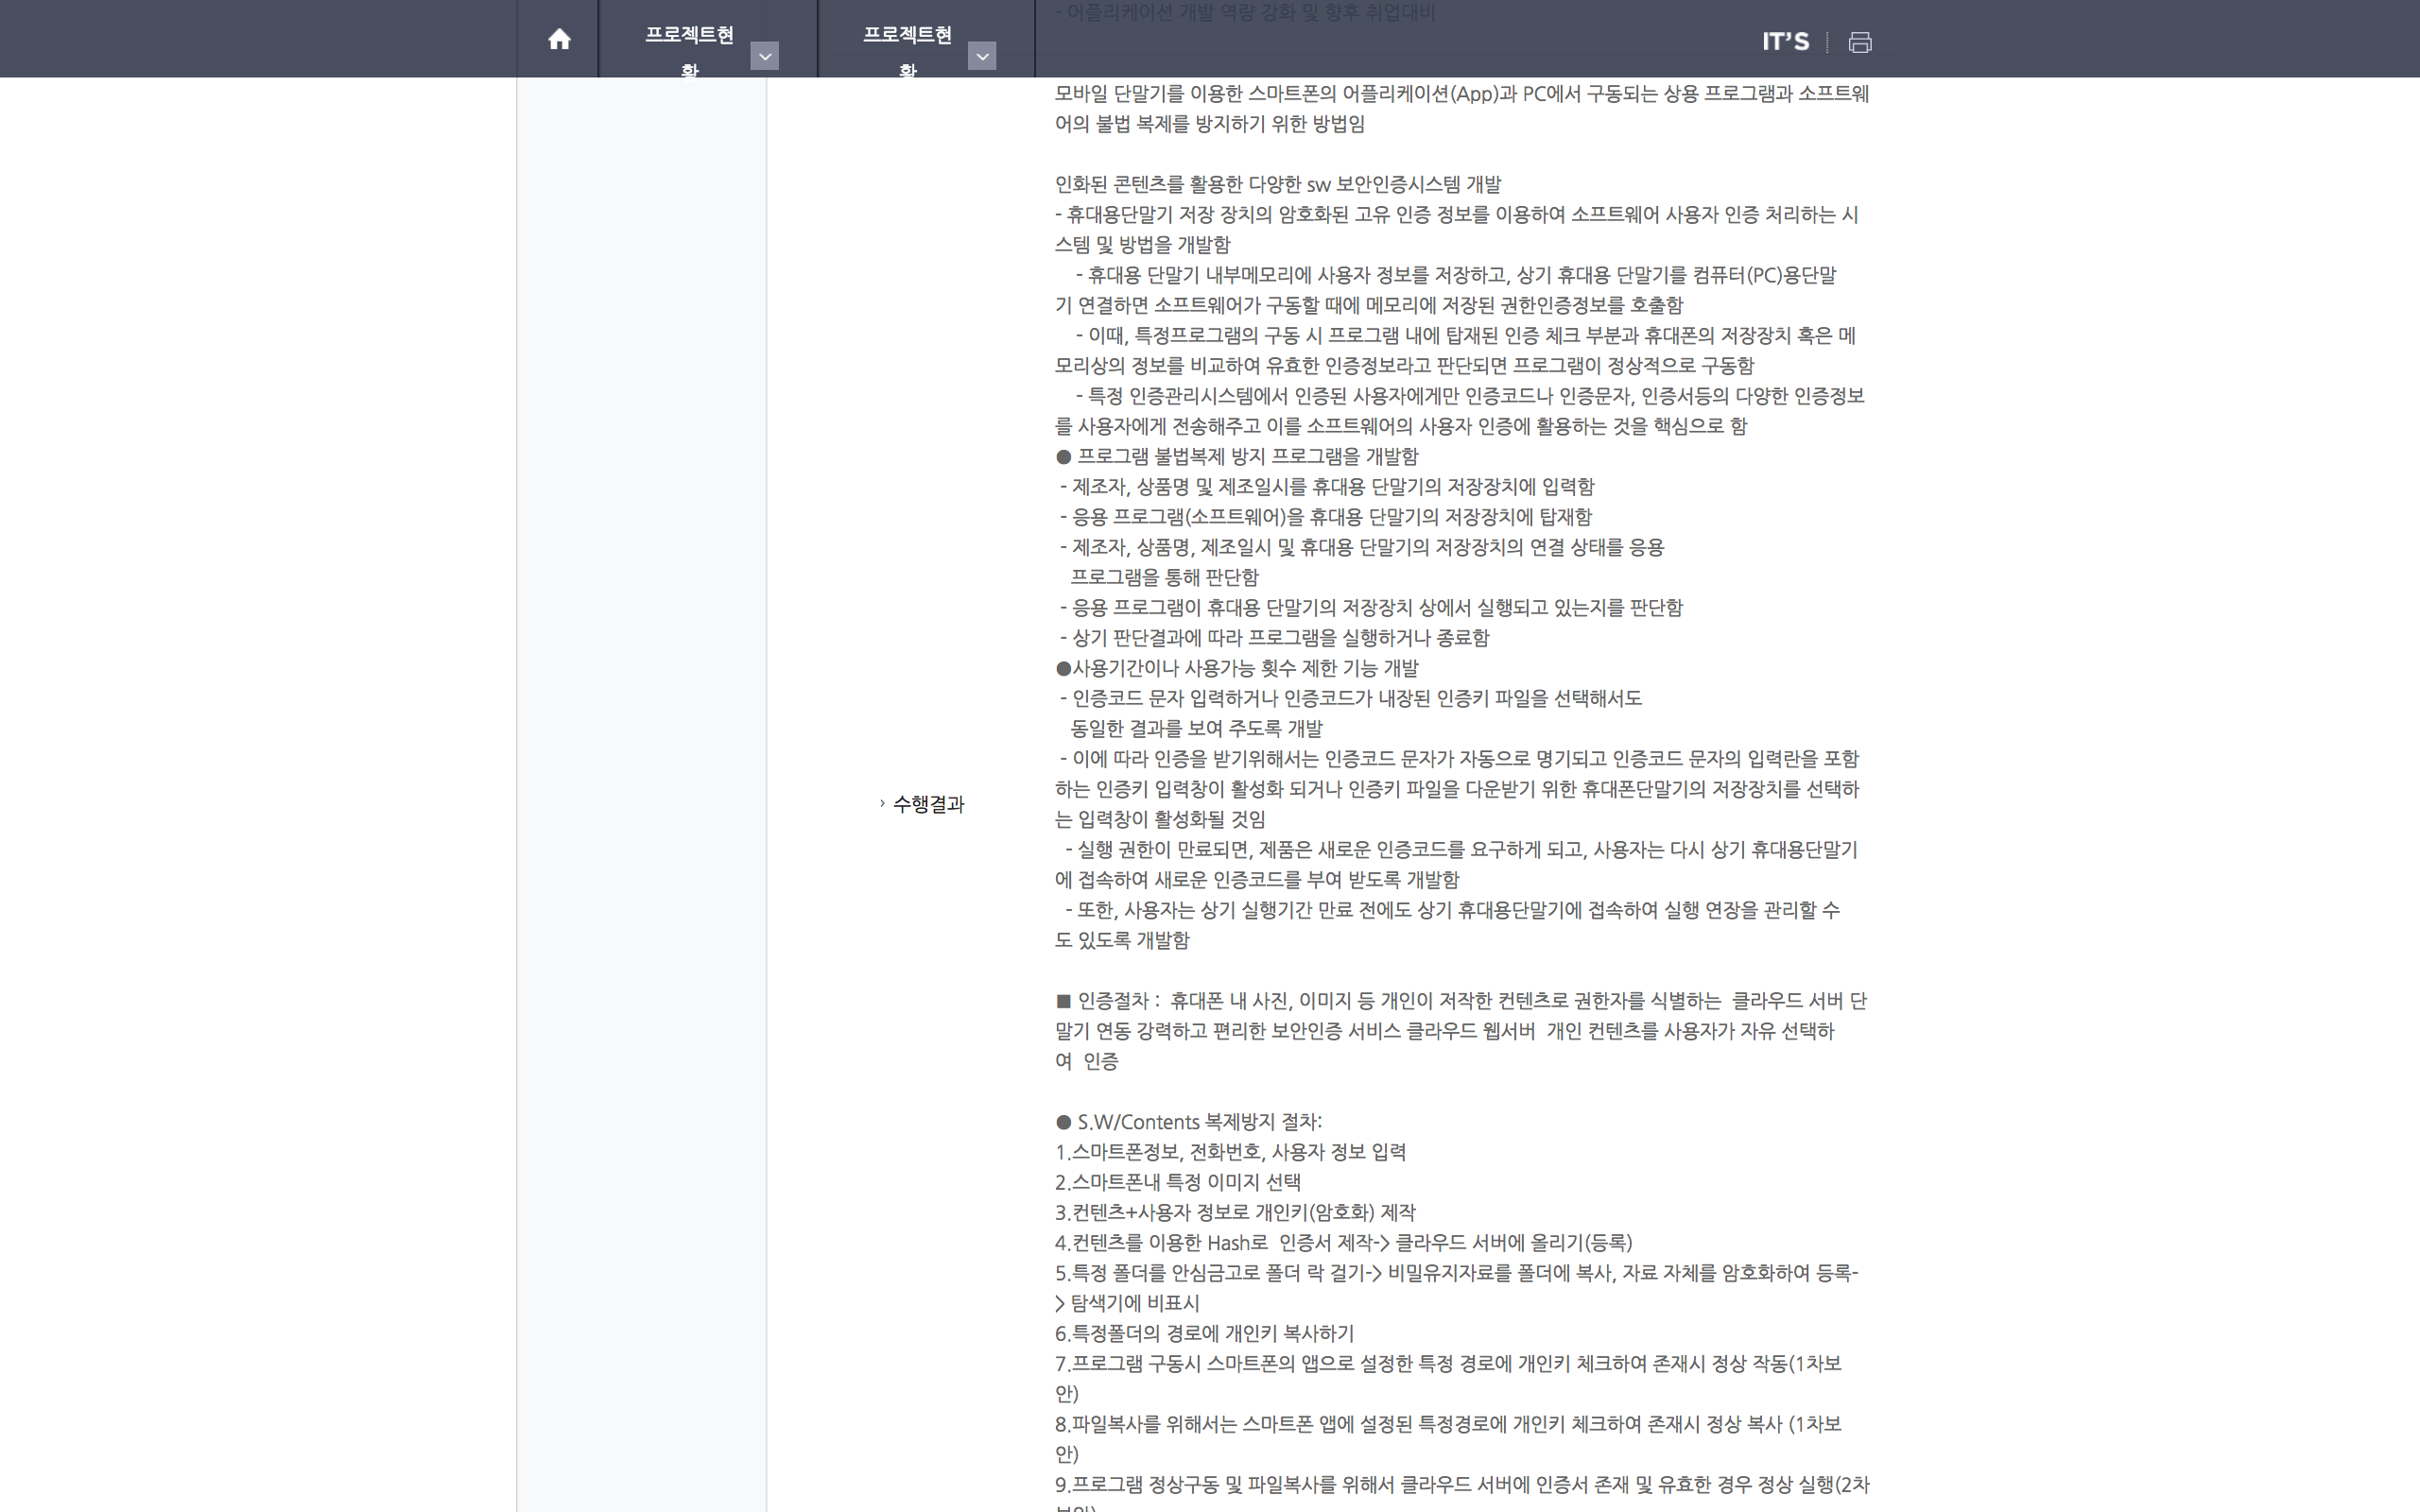 - 어플리케이션 개발 역량 강화 및 향후 취업대비
프로젝트현
황
프로젝트현
황
IT'S
모바일 단말기를 이용한 스마트폰의 어플리케이션(App)과 PC에서 구동되는 상용 프로그램과 소프트웨
어의 불법 복제를 방지하기 위한 방법임
인화된 콘텐츠를 활용한 다양한 sw 보안인증시스템 개발
- 휴대용단말기 저장 장치의 암호화된 고유 인증 정보를 이용하여 소프트웨어 사용자 인증 처리하는 시
스템 및 방법을 개발함
- 휴대용 단말기 내부메모리에 사용자 정보를 저장하고, 상기 휴대용 단말기를 컴퓨터(PC)용단말
기 연결하면 소프트웨어가 구동할 때에 메모리에 저장된 권한인증정보를 호출함
- 이때, 특정프로그램의 구동 시 프로그램 내에 탑재된 인증 체크 부분과 휴대폰의 저장장치 혹은 메
모리상의 정보를 비교하여 유효한 인증정보라고 판단되면 프로그램이 정상적으로 구동함
- 특정 인증관리시스템에서 인증된 사용자에게만 인증코드나 인증문자, 인증서등의 다양한 인증정보
를 사용자에게 전송해주고 이를 소프트웨어의 사용자 인증에 활용하는 것을 핵심으로 함
● 프로그램 불법복제 방지 프로그램을 개발함
- 제조자, 상품명 및 제조일시를 휴대용 단말기의 저장장치에 입력함
- 응용 프로그램(소프트웨어)을 휴대용 단말기의 저장장치에 탑재함
- 제조자, 상품명, 제조일시 및 휴대용 단말기의 저장장치의 연결 상태를 응용
프로그램을 통해 판단함
- 응용 프로그램이 휴대용 단말기의 저장장치 상에서 실행되고 있는지를 판단함
- 상기 판단결과에 따라 프로그램을 실행하거나 종료함
●사용기간이나 사용가능 횟수 제한 기능 개발
- 인증코드 문자 입력하거나 인증코드가 내장된 인증키 파일을 선택해서도
동일한 결과를 보여 주도록 개발
- 이에 따라 인증을 받기위해서는 인증코드 문자가 자동으로 명기되고 인증코드 문자의 입력란을 포함
하는 인증키 입력창이 활성화 되거나 인증키 파일을 다운받기 위한 휴대폰단말기의 저장장치를 선택하
는 입력창이 활성화될 것임
› 수행결과
- 실행 권한이 만료되면, 제품은 새로운 인증코드를 요구하게 되고, 사용자는 다시 상기 휴대용단말기
에 접속하여 새로운 인증코드를 부여 받도록 개발함
- 또한, 사용자는 상기 실행기간 만료 전에도 상기 휴대용단말기에 접속하여 실행 연장을 관리할 수
도 있도록 개발함
■ 인증절차 : 휴대폰 내 사진, 이미지 등 개인이 저작한 컨텐츠로 권한자를 식별하는 클라우드 서버 단
말기 연동 강력하고 편리한 보안인증 서비스 클라우드 웹서버 개인 컨텐츠를 사용자가 자유 선택하
여 인증
● S.W/Contents 복제방지 절차:
1.스마트폰정보, 전화번호, 사용자 정보 입력
2.스마트폰내 특정 이미지 선택
3.컨텐츠+사용자 정보로 개인키(암호화) 제작
4.컨텐츠를 이용한 Hash로 인증서 제작-> 클라우드 서버에 올리기(등록)
5.특정 폴더를 안심금고로 폴더 락 걸기-> 비밀유지자료를 폴더에 복사, 자료 자체를 암호화하여 등록-
> 탐색기에 비표시
6.특정폴더의 경로에 개인키 복사하기
7.프로그램 구동시 스마트폰의 앱으로 설정한 특정 경로에 개인키 체크하여 존재시 정상 작동(1차보
안)
8.파일복사를 위해서는 스마트폰 앱에 설정된 특정경로에 개인키 체크하여 존재시 정상 복사 (1차보
안)
9.프로그램 정상구동 및 파일복사를 위해서 클라우드 서버에 인증서 존재 및 유효한 경우 정상 실행(2차